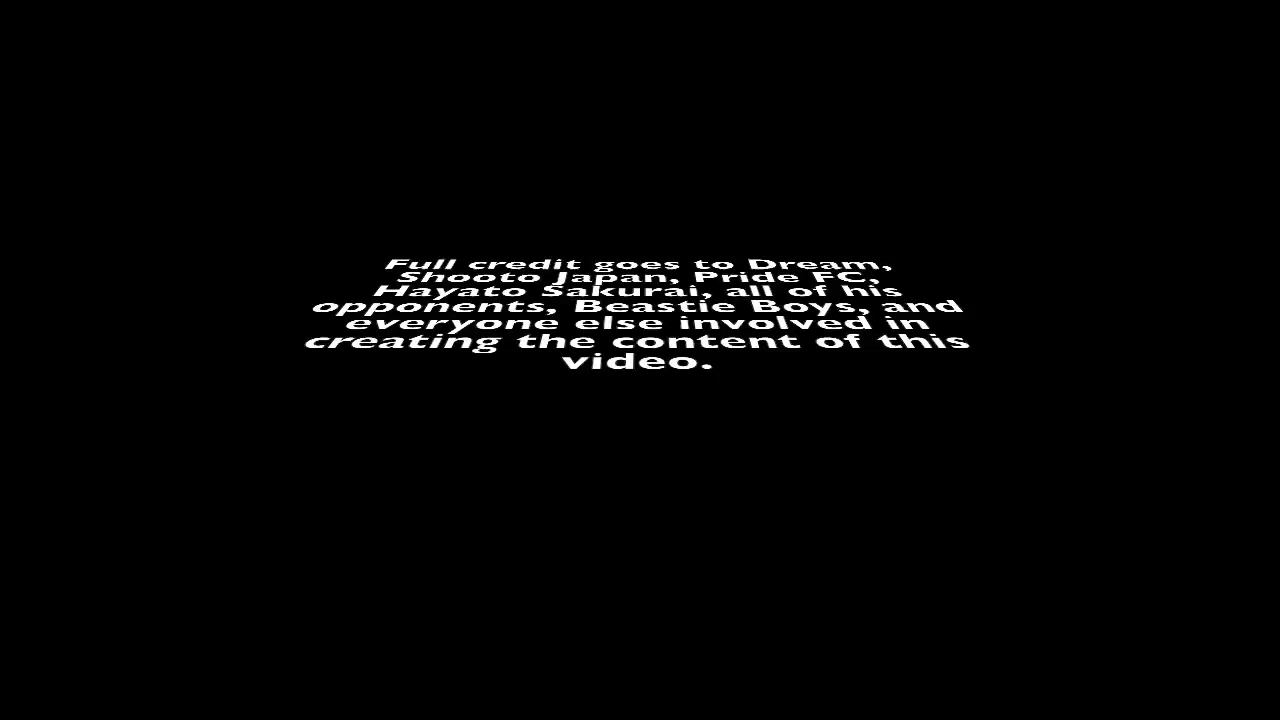 Full credit goes to Dream,
Shooto Japan, Pride FC,
Hayato Sakurai, all of his
opponents, Beastie Boys, and
everyone else involved in
creating the content of this
video.